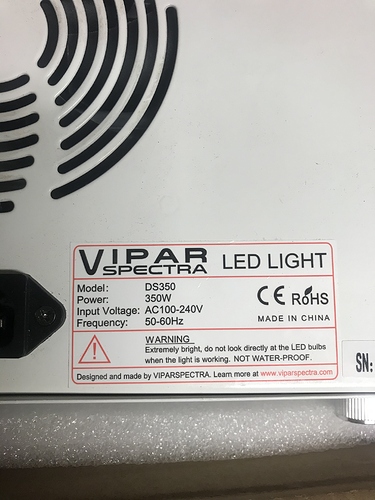 VIPAR SPECTRA LED LIGHT
Model: DS350
Power: 350W
Input Voltage: AC100-240V
Frequency: 50-60Hz
CE RoHS
MADE IN CHINA
WARNING
Extremely bright, do not look directly at the LED bulbs
when the light is working. NOT WATER-PROOF.
Designed and made by VIPARSPECTRA. Learn more at www.viparspectra.com
SN: